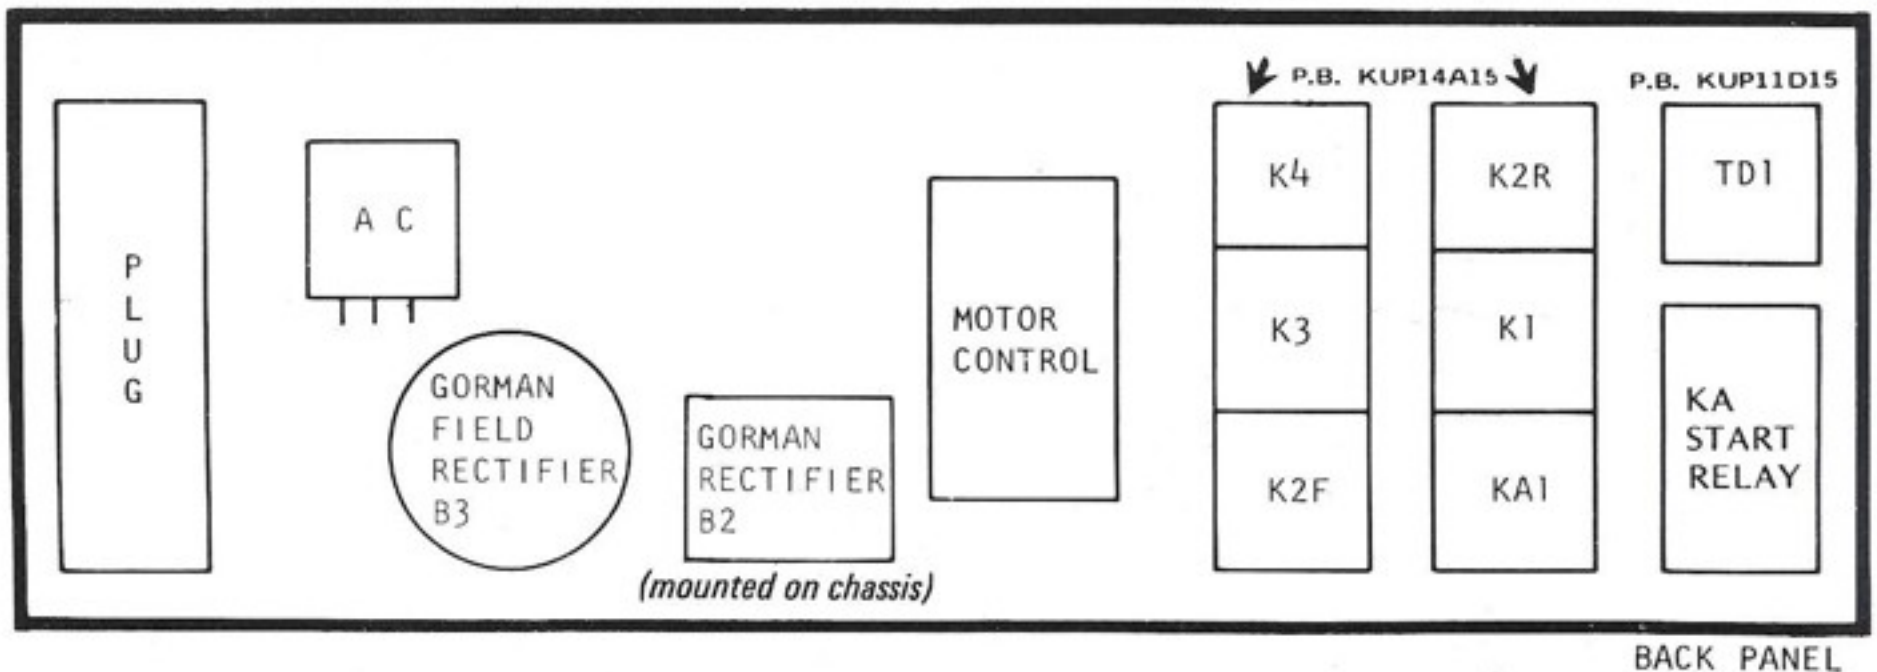 P.B. KUP14A15
P.B. KUP11D15
P
L
U
G
A C
GORMAN
FIELD
RECTIFIER
B3
GORMAN
RECTIFIER
B2
(mounted on chassis)
MOTOR
CONTROL
K4
K3
K2F
K2R
K1
KA1
TD1
KA
START
RELAY
BACK PANEL